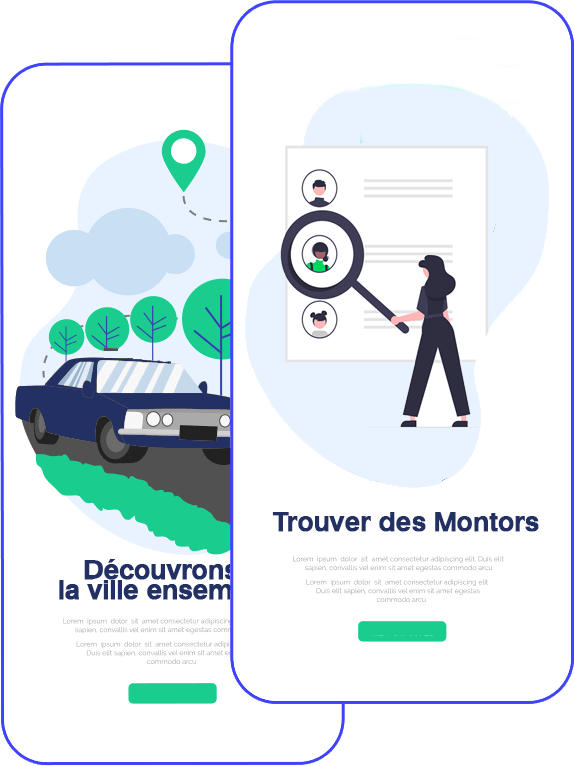 Découvrons
la ville ensem
Lorem ipsum dolor sit amet consectetur adipiscing
sapien, convallis vel enim sit amet egestas comm
Lorem ipsum dolor sit amet consectetur adipi
Duis elit sapien, convallis vel enim sit amet e
commodo arcu
Trouver des Montors
Lorem ipsum dolor sit amet consectetur adipiscing elit. Duis elit
sapien, convallis vel enim sit amet egestas commodo arcu
Lorem ipsum dolor sit amet consectetur adipiscing elit
Duis elit sapien, convallis vel enim sit amet egestas
commodo arcu